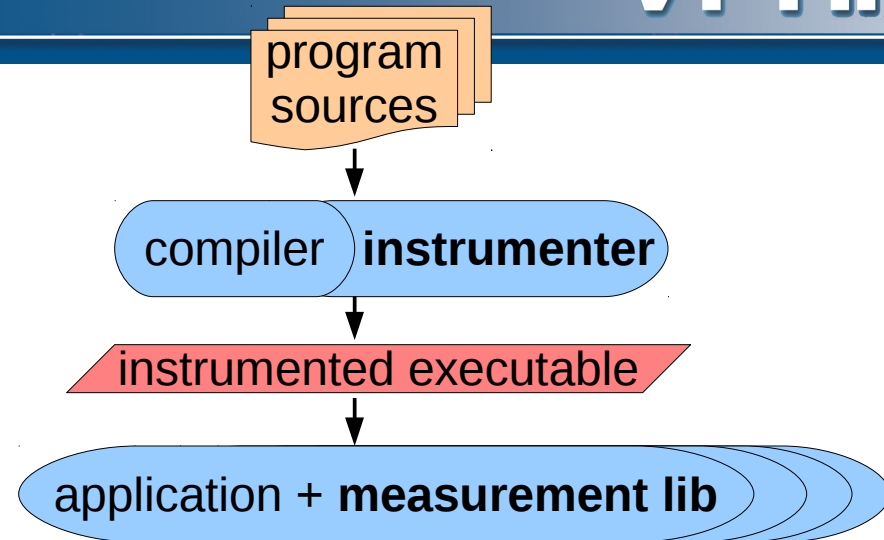 program
sources
compiler instrumenter
instrumented executable
application + measurement lib